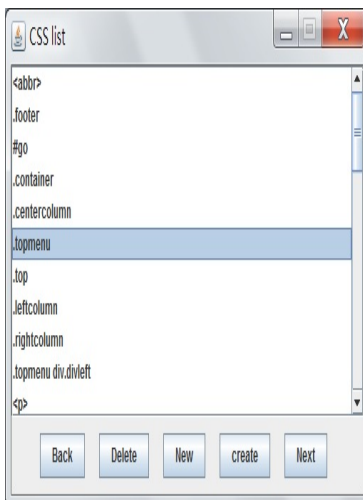 CSS list
<abbr>
.footer
#go
.container
.centercolumn
.topmenu
.top
.leftcolumn
.rightcolumn
.topmenu div.divleft
<p>
Back Delete New create Next